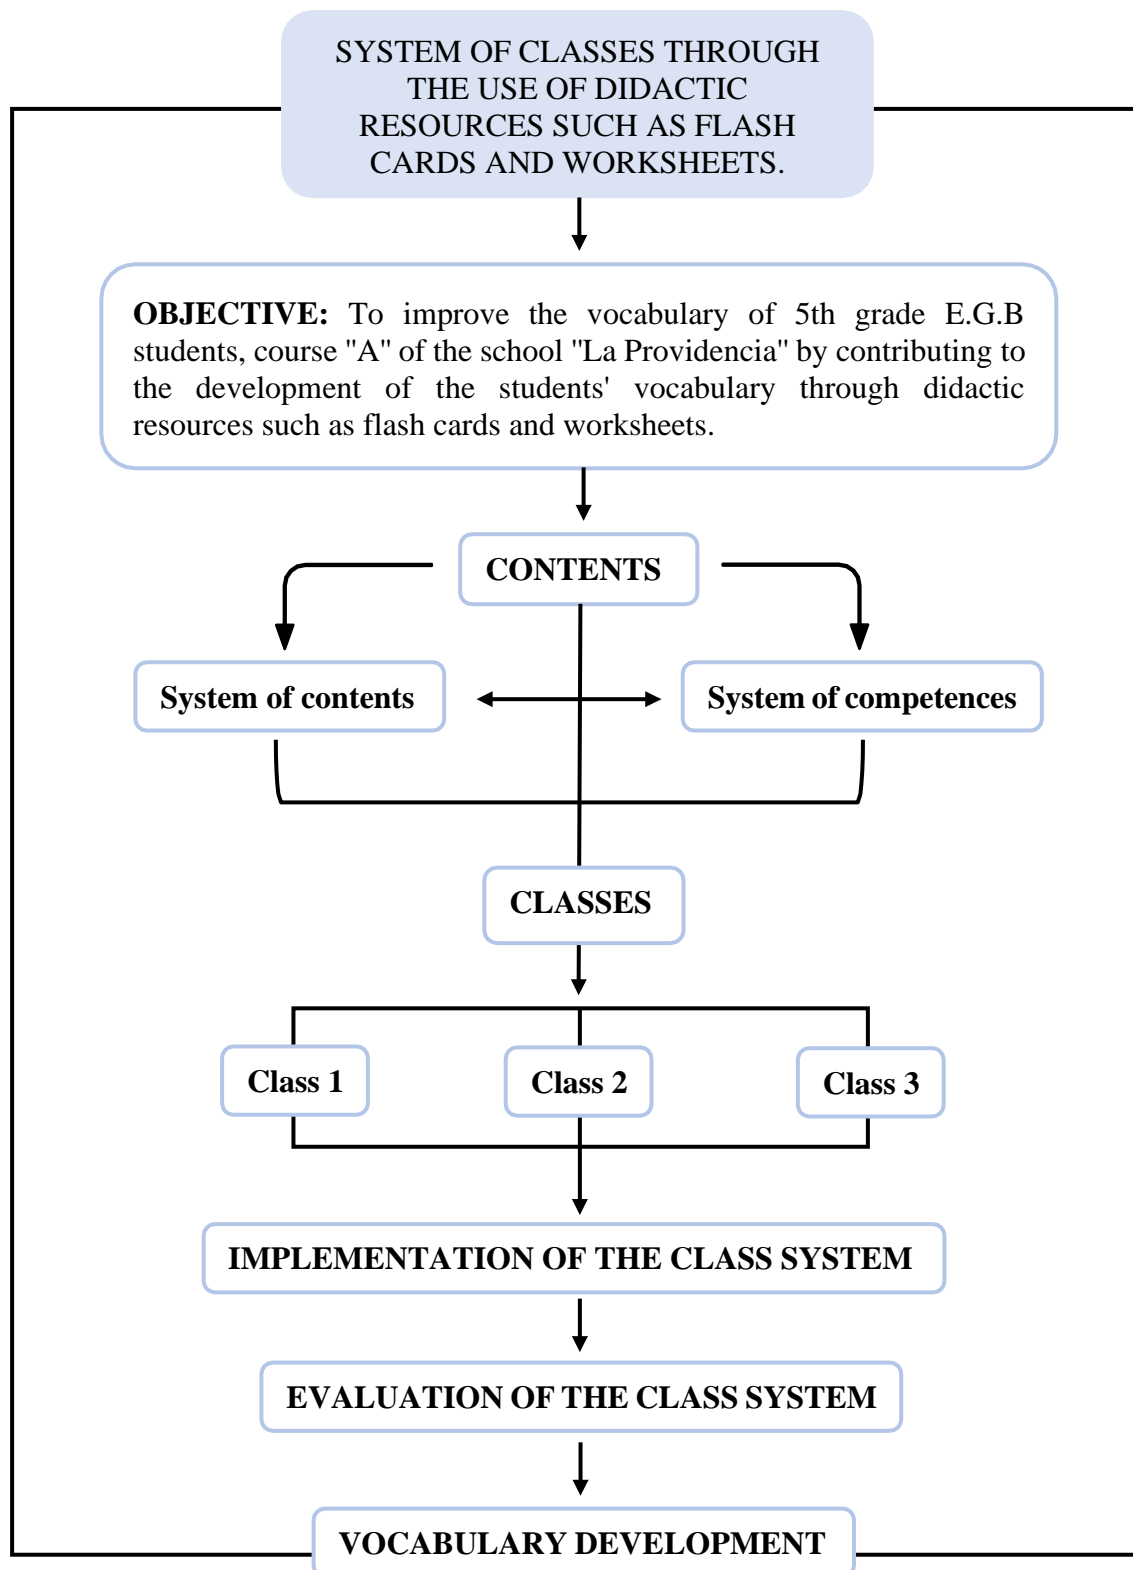 SYSTEM OF CLASSES THROUGH
THE USE OF DIDACTIC
RESOURCES SUCH AS FLASH
CARDS AND WORKSHEETS.
OBJECTIVE: To improve the vocabulary of 5th grade E.G.B
students, course "A" of the school "La Providencia" by contributing to
the development of the students' vocabulary through didactic
resources such as flash cards and worksheets.
CONTENTS
System of contents
System of competences
CLASSES
Class 1
Class 2
Class 3
IMPLEMENTATION OF THE CLASS SYSTEM
EVALUATION OF THE CLASS SYSTEM
VOCABULARY DEVELOPMENT